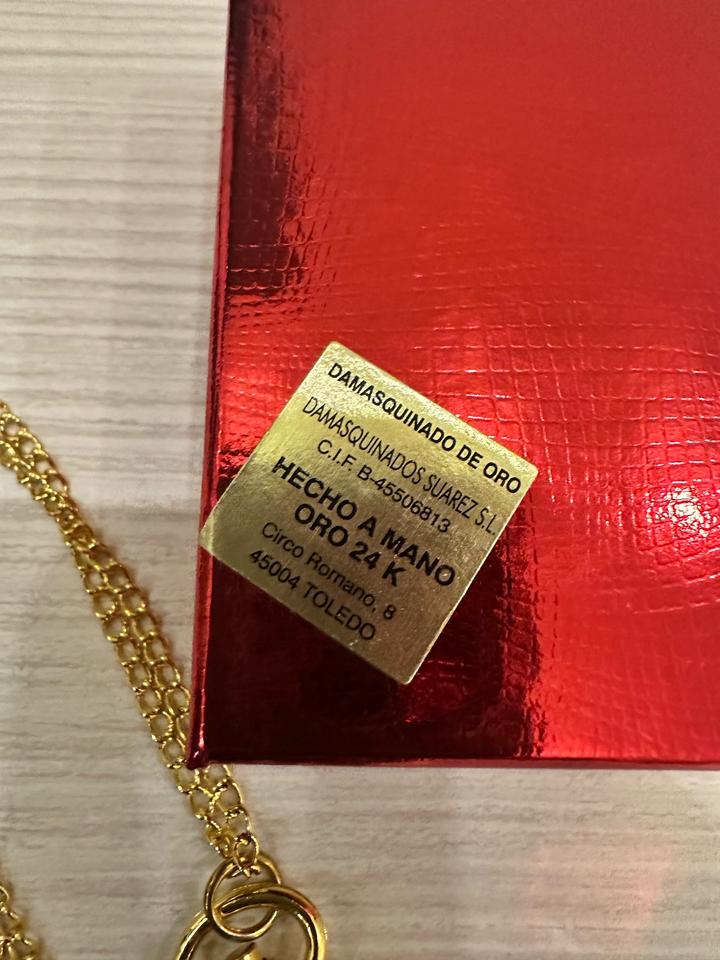 DAMASQUINADO DE ORO
DAMASQUINADOS SUAREZ S.L.
C.I.F. B-45506813
HECHO A MANO
ORO 24 K
Circo Romano, 8
45004 TOLEDO